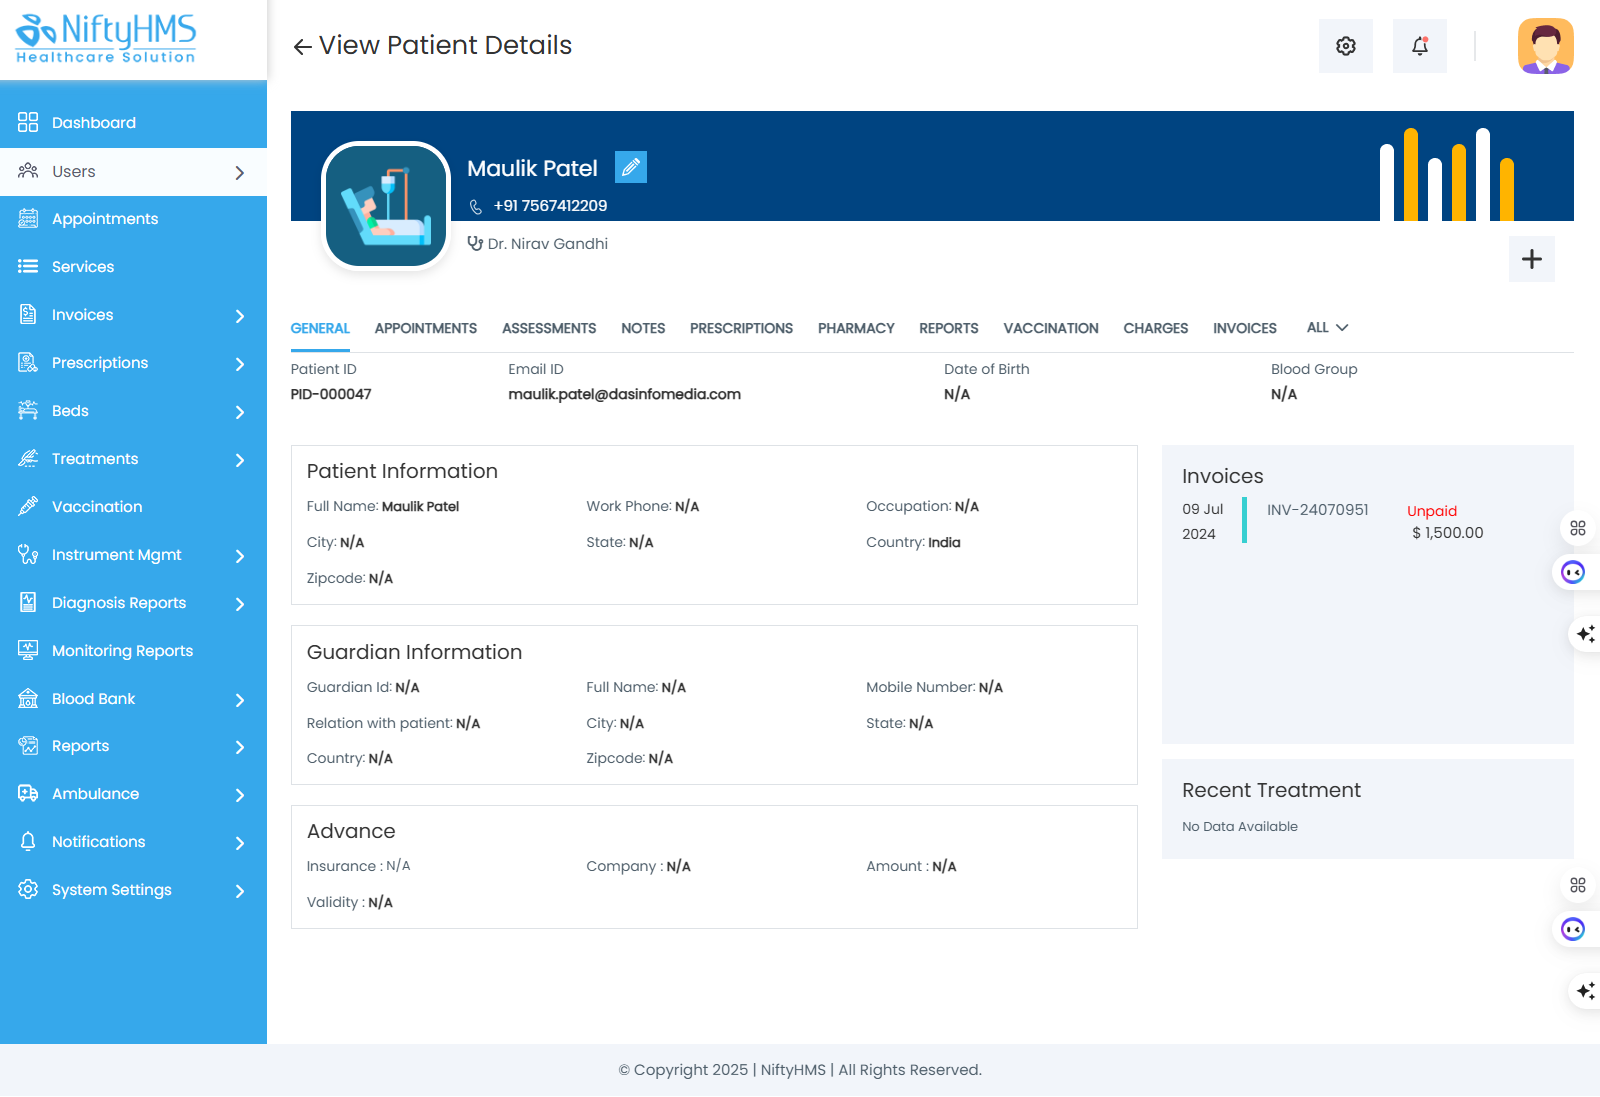 NiftyHMS
Healthcare Solution
Dashboard
Users
Appointments
Services
Invoices
Prescriptions
Beds
Treatments
Vaccination
Instrument Mgmt
Diagnosis Reports
Monitoring Reports
Blood Bank
Reports
Ambulance
Notifications
System Settings
View Patient Details
Maulik Patel
+91 7567412209
Dr. Nirav Gandhi
GENERAL APPOINTMENTS ASSESSMENTS NOTES PRESCRIPTIONS PHARMACY REPORTS VACCINATION CHARGES INVOICES ALL
Patient ID Email ID Date of Birth Blood Group
PID-000047 maulik.patel@dasinfomedia.com N/A N/A
Patient Information
Full Name: Maulik Patel Work Phone: N/A Occupation: N/A
City: N/A State: N/A Country: India
Zipcode: N/A
Guardian Information
Guardian Id: N/A Full Name: N/A Mobile Number: N/A
Relation with patient: N/A City: N/A State: N/A
Country: N/A Zipcode: N/A
Advance
Insurance : N/A Company : N/A Amount : N/A
Validity : N/A
Invoices
09 Jul INV-24070951 Unpaid
2024 $ 1,500.00
Recent Treatment
No Data Available
© Copyright 2025 | NiftyHMS | All Rights Reserved.